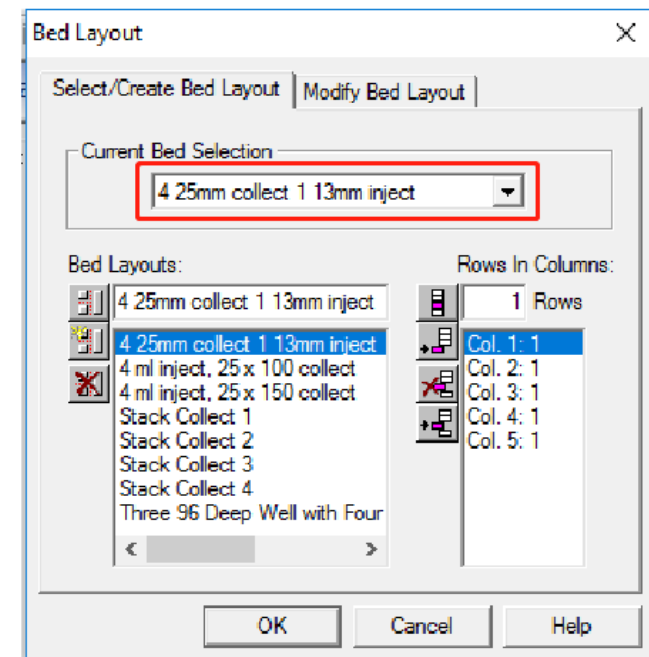 Bed Layout
Select/Create Bed Layout
Modify Bed Layout
Current Bed Selection
4 25mm collect 1 13mm inject
Bed Layouts:
4 25mm collect 1 13mm inject
4 25mm collect 1 13mm inject
4 ml inject, 25 x 100 collect
4 ml inject, 25 x 150 collect
Stack Collect 1
Stack Collect 2
Stack Collect 3
Stack Collect 4
Three 96 Deep Well with Four
Rows In Columns:
1 Rows
Col. 1: 1
Col. 2: 1
Col. 3: 1
Col. 4: 1
Col. 5: 1
OK
Cancel
Help